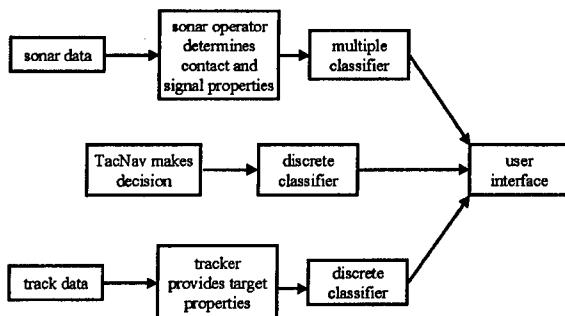 sonar data
sonar operator
determines
contact and
signal properties
multiple
classifier
TacNav makes
decision
discrete
classifier
user
interface
track data
tracker
provides target
properties
discrete
classifier